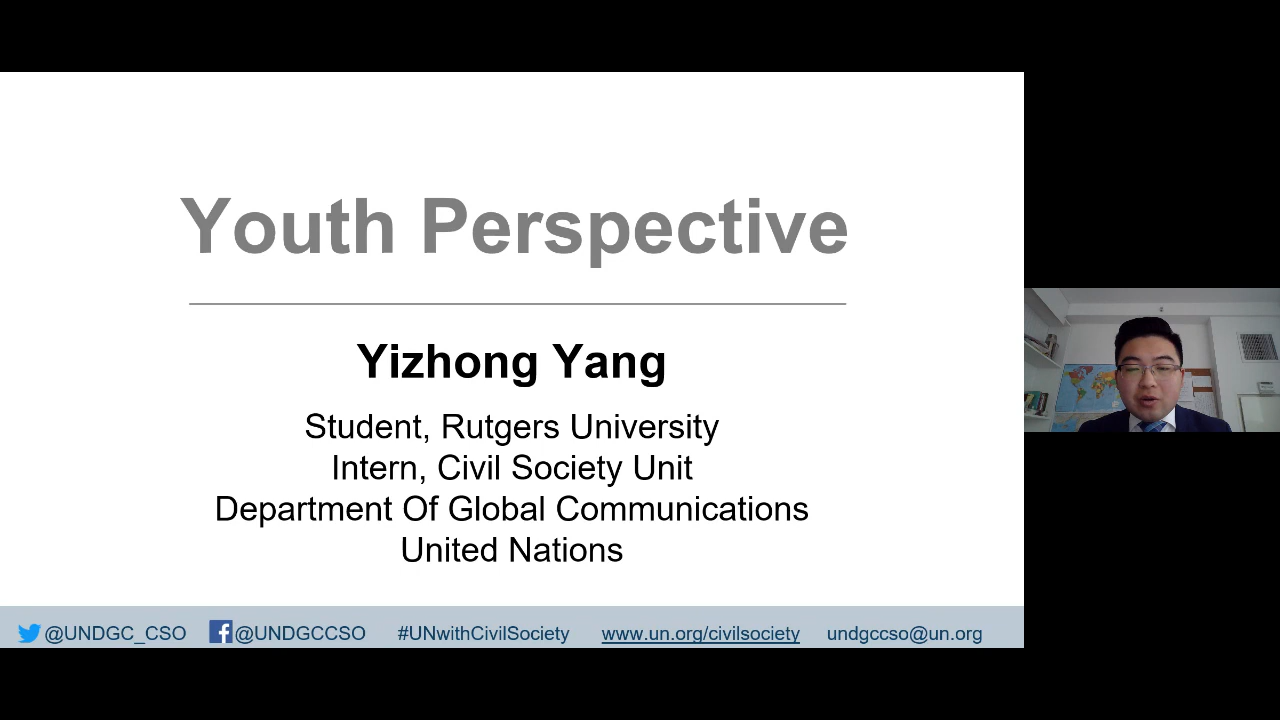 Youth Perspective
Yizhong Yang
Student, Rutgers University
Intern, Civil Society Unit
Department Of Global Communications
United Nations
@UNDGC_CSO @UNDGCCSO #UNwithCivilSociety www.un.org/civilsociety undgccso@un.org